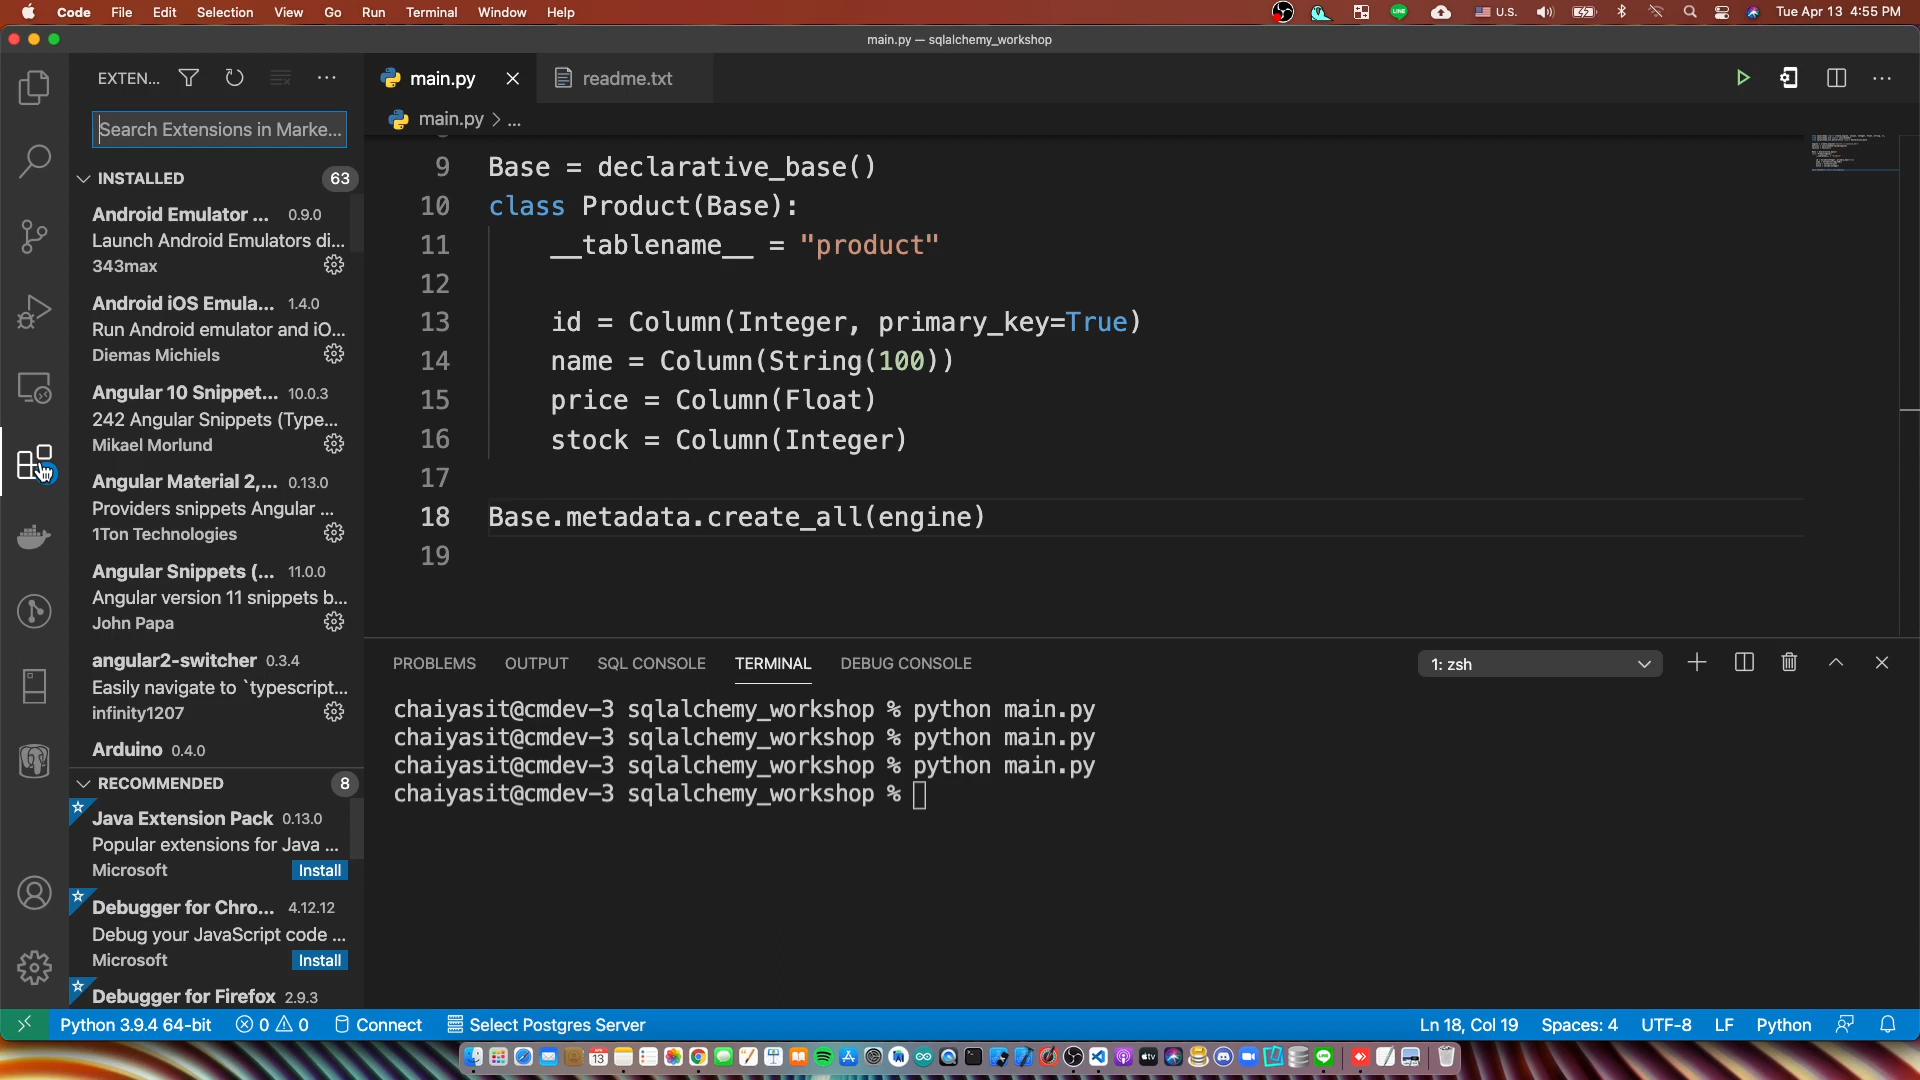 Code File Edit Selection View Go Run Terminal Window Help
U.S.
Tue Apr 13 4:55 PM
main.py — sqlalchemy_workshop
EXTEN...
main.py
readme.txt
Search Extensions in Marke...
main.py > ...
INSTALLED 63
Android Emulator ... 0.9.0
Launch Android Emulators di...
343max
Android iOS Emula... 1.4.0
Run Android emulator and iO...
Diemas Michiels
Angular 10 Snippet... 10.0.3
242 Angular Snippets (Type...
Mikael Morlund
Angular Material 2,... 0.13.0
Providers snippets Angular ...
1Ton Technologies
Angular Snippets (... 11.0.0
Angular version 11 snippets b...
John Papa
angular2-switcher 0.3.4
Easily navigate to `typescript...
infinity1207
Arduino 0.4.0
RECOMMENDED 8
Java Extension Pack 0.13.0
Popular extensions for Java ...
Microsoft Install
Debugger for Chro... 4.12.12
Debug your JavaScript code ...
Microsoft Install
Debugger for Firefox 2.9.3
9 Base = declarative_base()
10 class Product(Base):
11 __tablename__ = "product"
12
13 id = Column(Integer, primary_key=True)
14 name = Column(String(100))
15 price = Column(Float)
16 stock = Column(Integer)
17
18 Base.metadata.create_all(engine)
19
PROBLEMS OUTPUT SQL CONSOLE TERMINAL DEBUG CONSOLE
1: zsh
chaiyasit@cmdev-3 sqlalchemy_workshop % python main.py
chaiyasit@cmdev-3 sqlalchemy_workshop % python main.py
chaiyasit@cmdev-3 sqlalchemy_workshop % python main.py
chaiyasit@cmdev-3 sqlalchemy_workshop %
Python 3.9.4 64-bit 0 0 Connect Select Postgres Server
Ln 18, Col 19 Spaces: 4 UTF-8 LF Python